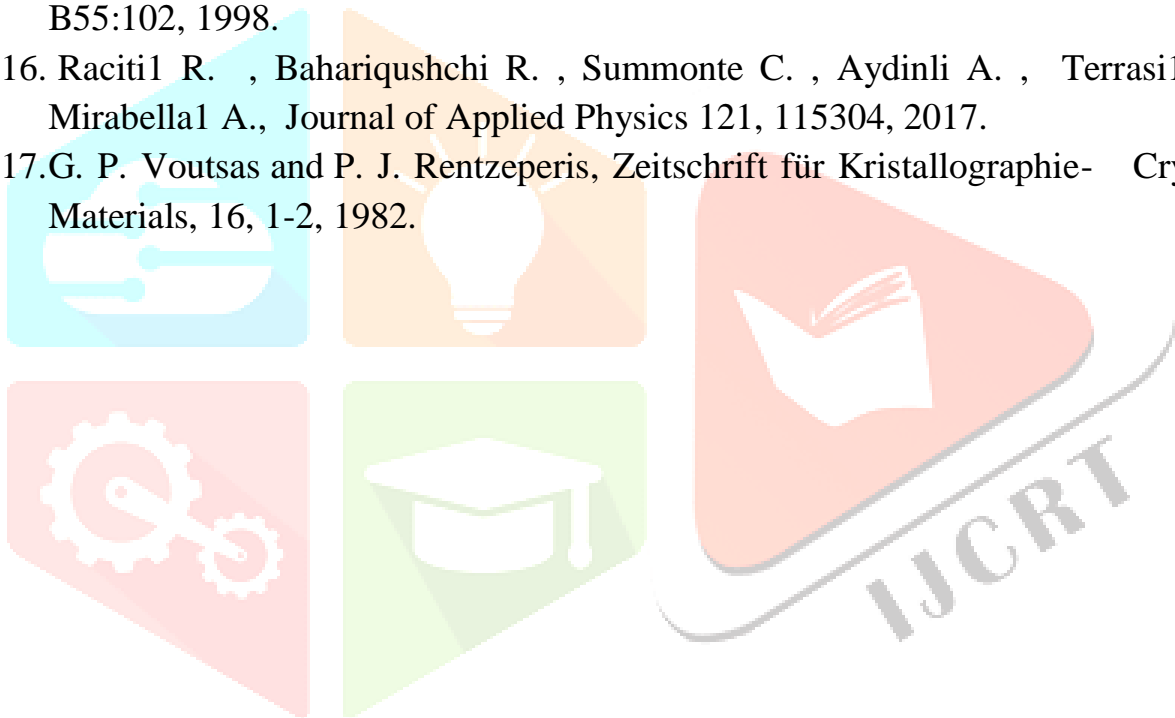 B55:102, 1998.
16. Raciti1 R. , Bahariqushchi R. , Summonte C. , Aydinli A. , Terrasi1
Mirabella1 A., Journal of Applied Physics 121, 115304, 2017.
17.G. P. Voutsas and P. J. Rentzeperis, Zeitschrift für Kristallographie- Cry
Materials, 16, 1-2, 1982.
IJCRT